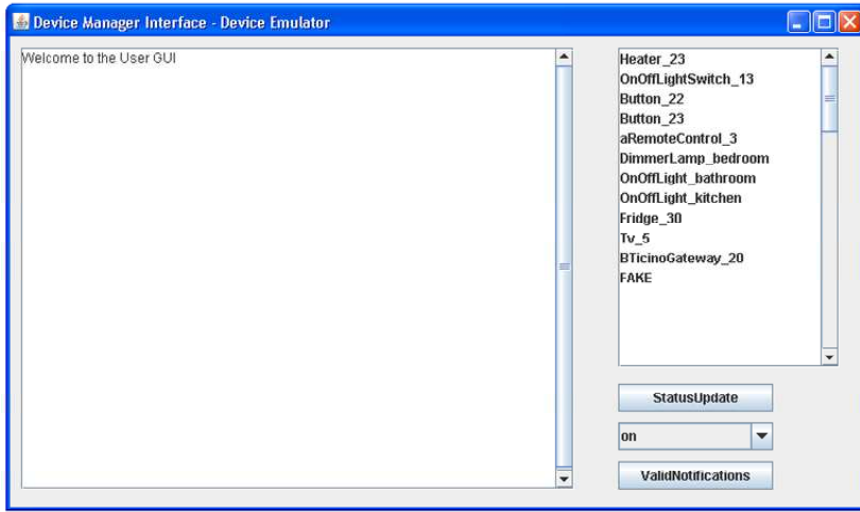 Device Manager Interface - Device Emulator
Welcome to the User GUI
Heater_23
OnOffLightSwitch_13
Button_22
Button_23
aRemoteControl_3
DimmerLamp_bedroom
OnOffLight_bathroom
OnOffLight_kitchen
Fridge_30
Tv_5
BTicinoGateway_20
FAKE
StatusUpdate
on
ValidNotifications